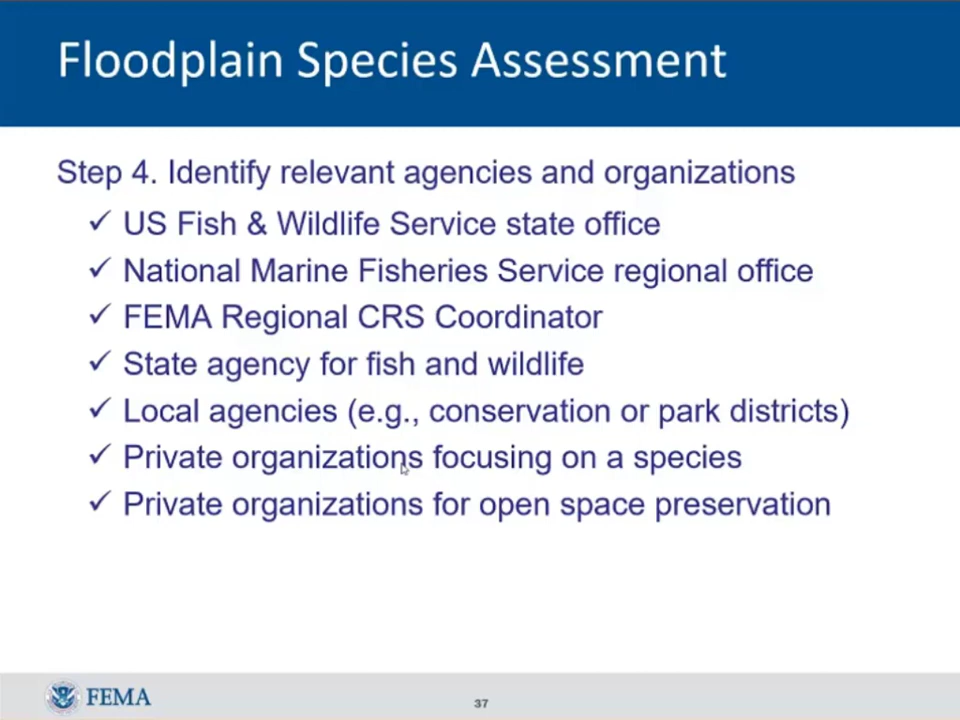 Floodplain Species Assessment
Step 4. Identify relevant agencies and organizations
✓ US Fish & Wildlife Service state office
✓ National Marine Fisheries Service regional office
✓ FEMA Regional CRS Coordinator
✓ State agency for fish and wildlife
✓ Local agencies (e.g., conservation or park districts)
✓ Private organizations focusing on a species
✓ Private organizations for open space preservation
FEMA
37